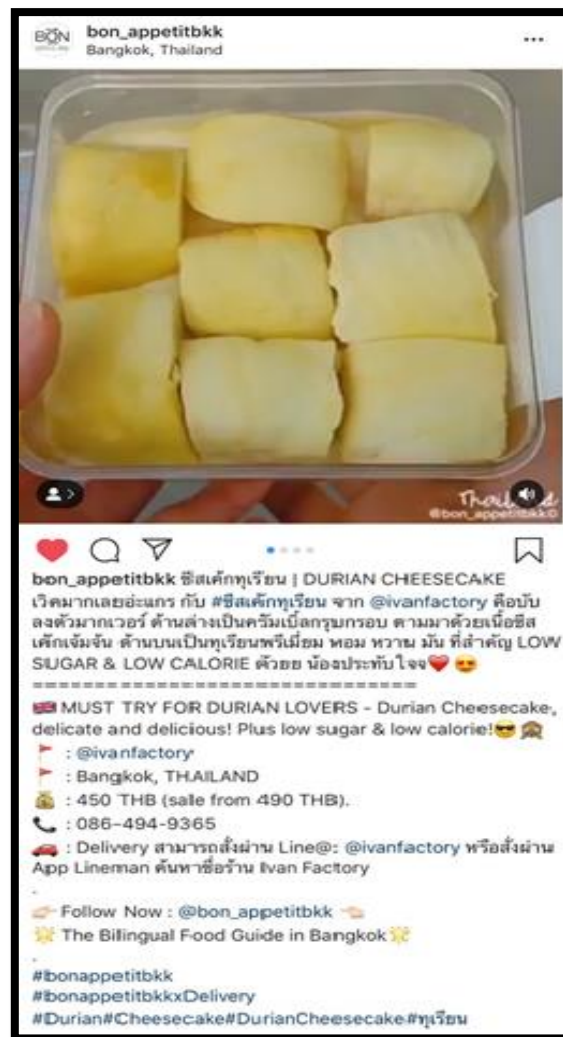 BON
bon_appetitbkk
Bangkok, Thailand
Thailand
@bon_appetitbkk
bon_appetitbkk ชีสเค้กทุเรียน | DURIAN CHEESECAKE
เวิคมากเลยอ่ะแกร กับ #ชีสเค้กทุเรียน จาก @ivanfactory คือบับ
ลงตัวมากเวอร์ ด้านล่างเป็นครัมเบิ้ลกรุบกรอบ ตามมาด้วยเนื้อชีส
เค้กเจ้มจ้น ด้านบนเป็นทุเรียนพรีเมี่ยม หอม หวาน มัน ที่สำคัญ LOW
SUGAR & LOW CALORIE ด้วยย น้องประทับใจจ❤️😍
================================
🇬🇧 MUST TRY FOR DURIAN LOVERS - Durian Cheesecake,
delicate and delicious! Plus low sugar & low calorie!😎🙈
🚩 : @ivanfactory
🚩 : Bangkok, THAILAND
💰 : 450 THB (salle from 490 THB).
📞 : 086-494-9365
🚗 : Delivery สามารถสั่งผ่าน Line@: @ivanfactory หรือสั่งผ่าน
App Lineman ค้นหาชื่อร้าน Ivan Factory
.
👉🏻 Follow Now : @bon_appetitbkk 👈🏻
🌟 The Bilingual Food Guide in Bangkok🌟
.
#bonappetitbkk
#bonappetitbkkxDelivery
#Durian#Cheesecake#DurianCheesecake#ทุเรียน